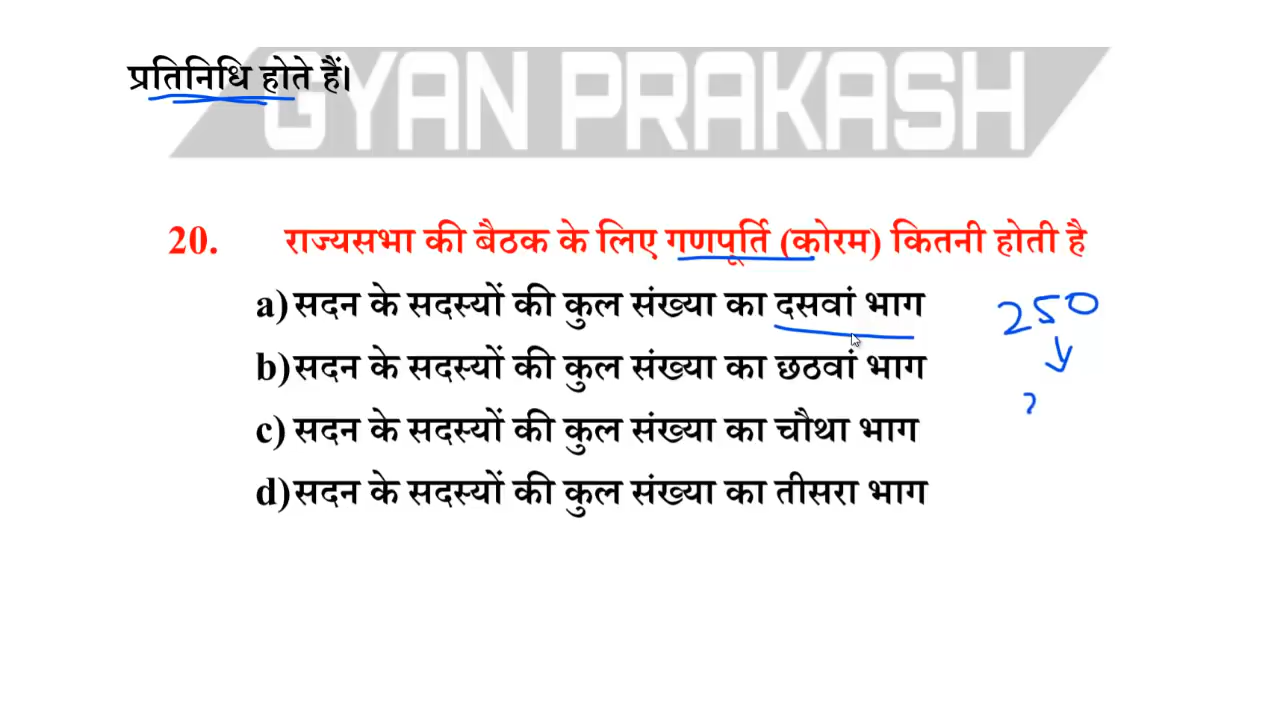 प्रतिनिधि होते हैं।
GYAN PRAKASH
20. राज्यसभा की बैठक के लिए गणपूर्ति (कोरम) कितनी होती है
a) सदन के सदस्यों की कुल संख्या का दसवां भाग
250
b) सदन के सदस्यों की कुल संख्या का छठवां भाग
c) सदन के सदस्यों की कुल संख्या का चौथा भाग
d) सदन के सदस्यों की कुल संख्या का तीसरा भाग